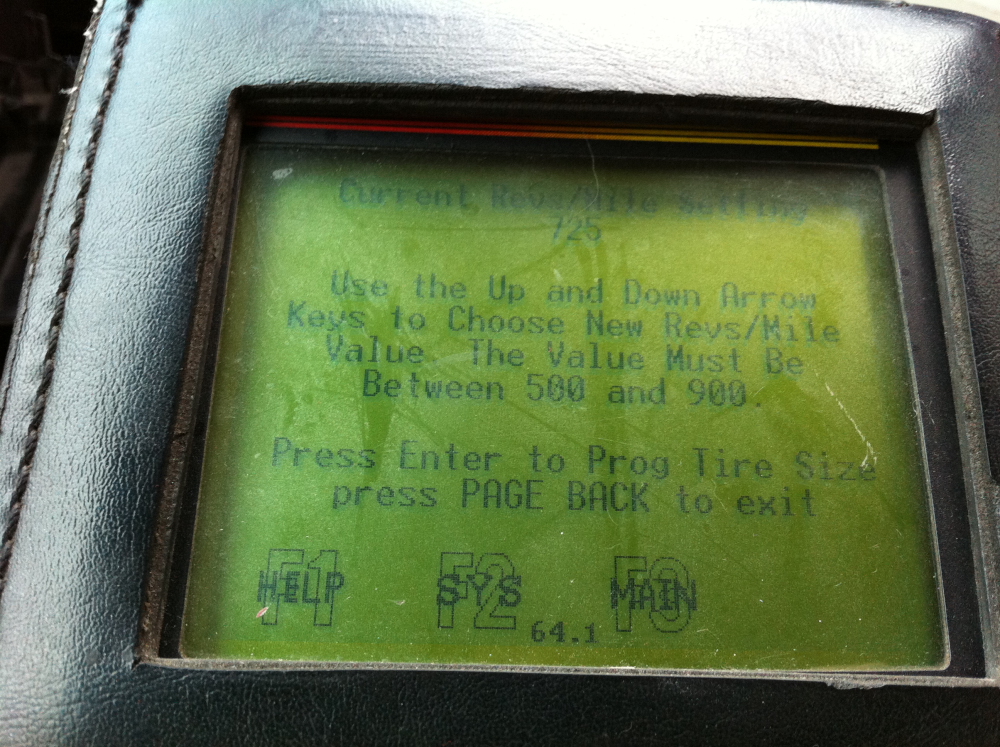 Current Revs/Mile Setting
725
Use the Up and Down Arrow
Keys to Choose New Revs/Mile
Value. The Value Must Be
Between 500 and 900.
Press Enter to Prog Tire Size
press PAGE BACK to exit
F1 HELP F2 SYS F3 MAIN
64.1